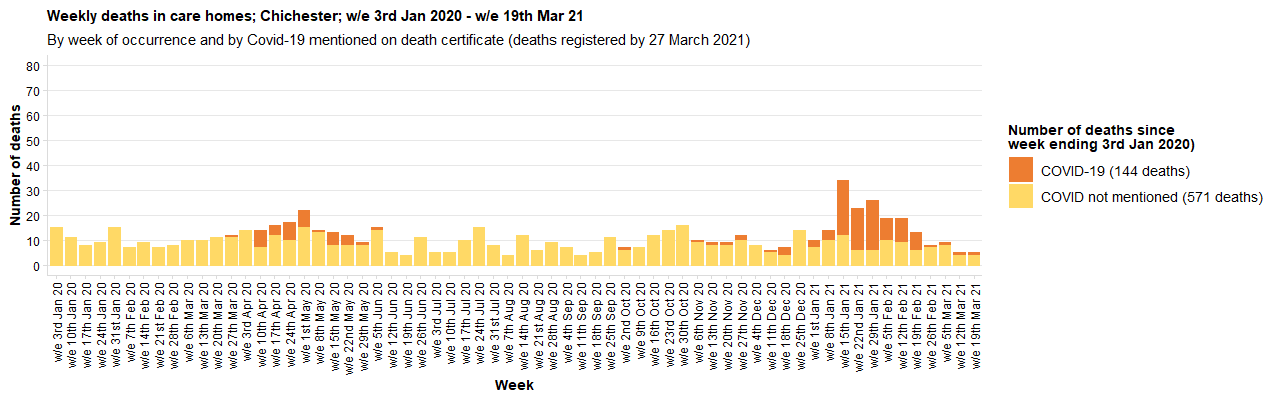 Weekly deaths in care homes; Chichester; w/e 3rd Jan 2020 - w/e 19th Mar 21
By week of occurrence and by Covid-19 mentioned on death certificate (deaths registered by 27 March 2021)
Number of deaths
80
70
60
50
40
30
20
10
0
w/e 3rd Jan 20
w/e 10th Jan 20
w/e 17th Jan 20
w/e 24th Jan 20
w/e 31st Jan 20
w/e 7th Feb 20
w/e 14th Feb 20
w/e 21st Feb 20
w/e 28th Feb 20
w/e 6th Mar 20
w/e 13th Mar 20
w/e 20th Mar 20
w/e 27th Mar 20
w/e 3rd Apr 20
w/e 10th Apr 20
w/e 17th Apr 20
w/e 24th Apr 20
w/e 1st May 20
w/e 8th May 20
w/e 15th May 20
w/e 22nd May 20
w/e 29th May 20
w/e 5th Jun 20
w/e 12th Jun 20
w/e 19th Jun 20
w/e 26th Jun 20
w/e 3rd Jul 20
w/e 10th Jul 20
w/e 17th Jul 20
w/e 24th Jul 20
w/e 31st Jul 20
w/e 7th Aug 20
w/e 14th Aug 20
w/e 21st Aug 20
w/e 28th Aug 20
w/e 4th Sep 20
w/e 11th Sep 20
w/e 18th Sep 20
w/e 25th Sep 20
w/e 2nd Oct 20
w/e 9th Oct 20
w/e 16th Oct 20
w/e 23rd Oct 20
w/e 30th Oct 20
w/e 6th Nov 20
w/e 13th Nov 20
w/e 20th Nov 20
w/e 27th Nov 20
w/e 4th Dec 20
w/e 11th Dec 20
w/e 18th Dec 20
w/e 25th Dec 20
w/e 1st Jan 21
w/e 8th Jan 21
w/e 15th Jan 21
w/e 22nd Jan 21
w/e 29th Jan 21
w/e 5th Feb 21
w/e 12th Feb 21
w/e 19th Feb 21
w/e 26th Feb 21
w/e 5th Mar 21
w/e 12th Mar 21
w/e 19th Mar 21
Week
Number of deaths since
week ending 3rd Jan 2020)
COVID-19 (144 deaths)
COVID not mentioned (571 deaths)